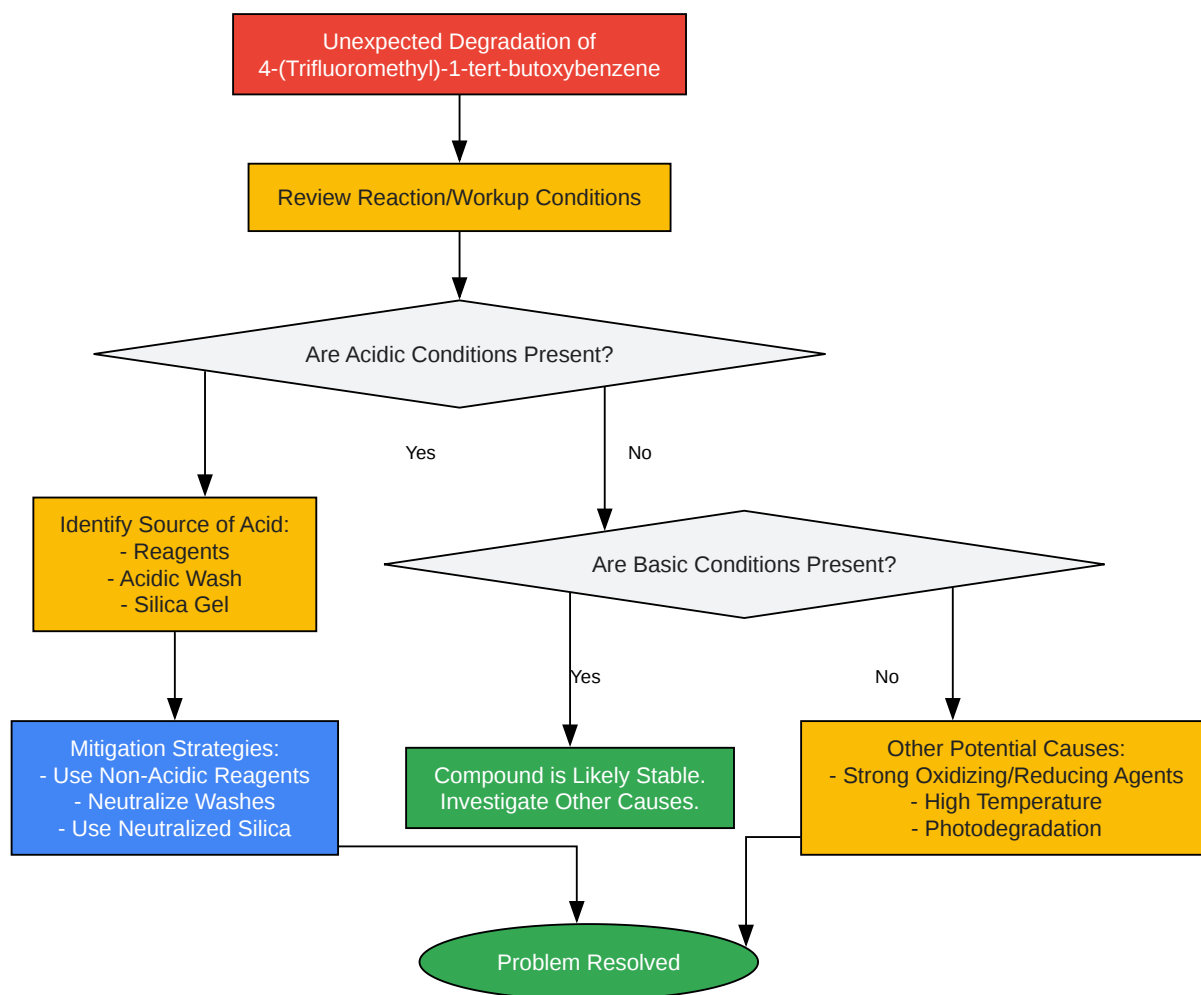 Unexpected Degradation of
4-(Trifluoromethyl)-1-tert-butoxybenzene
Review Reaction/Workup Conditions
Are Acidic Conditions Present?
Yes
No
Identify Source of Acid:
- Reagents
- Acidic Wash
- Silica Gel
Are Basic Conditions Present?
Yes
No
Mitigation Strategies:
- Use Non-Acidic Reagents
- Neutralize Washes
- Use Neutralized Silica
Compound is Likely Stable.
Investigate Other Causes.
Other Potential Causes:
- Strong Oxidizing/Reducing Agents
- High Temperature
- Photodegradation
Problem Resolved